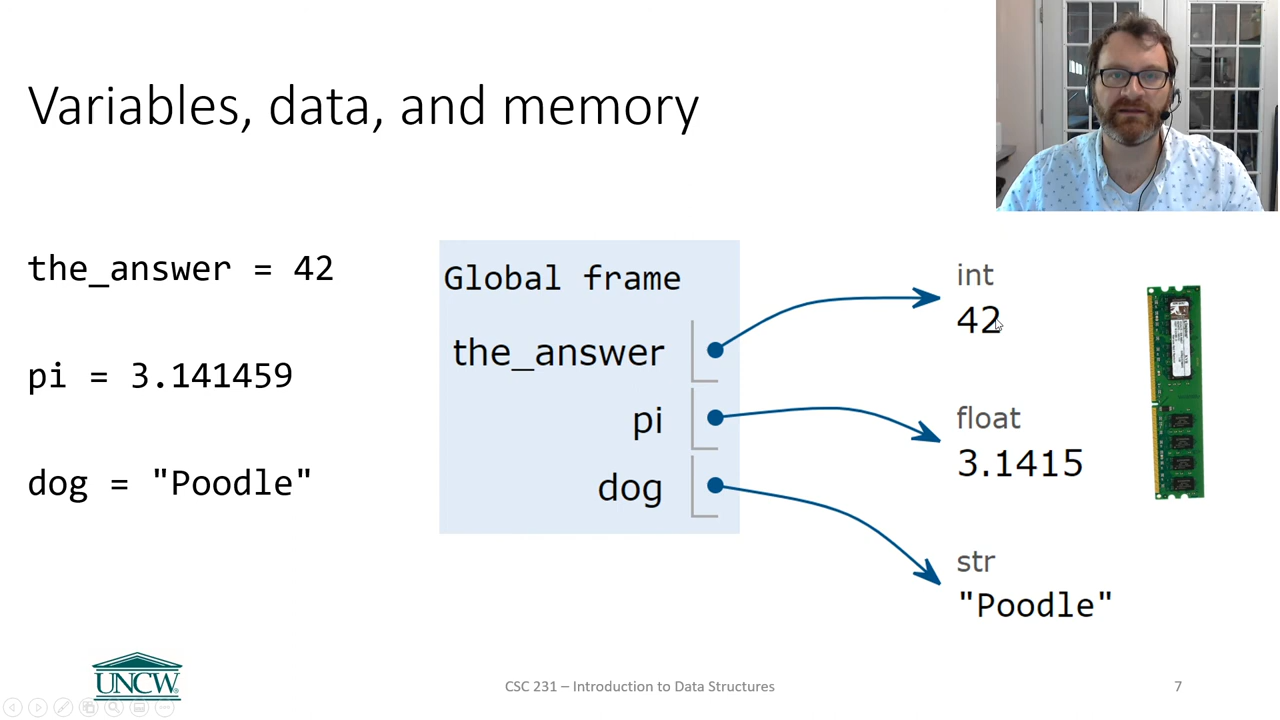 Variables, data, and memory
the_answer = 42
pi = 3.141459
dog = "Poodle"
Global frame
the_answer
pi
dog
int
42
float
3.1415
str
"Poodle"
UNCW
CSC 231 – Introduction to Data Structures
7